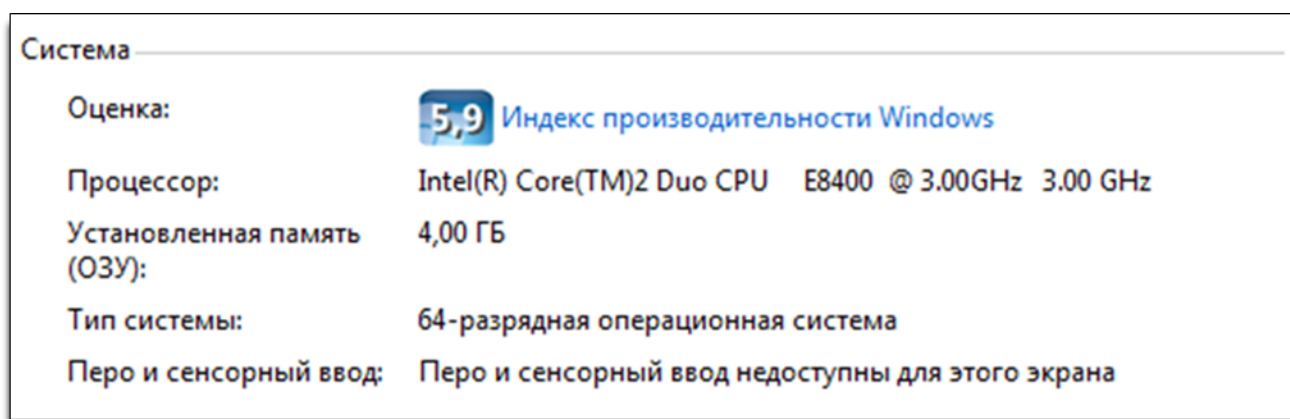 Система
Оценка:
5,9 Индекс производительности Windows
Процессор:
Intel(R) Core(TM)2 Duo CPU E8400 @ 3.00GHz 3.00 GHz
Установленная память
(ОЗУ):
4,00 ГБ
Тип системы:
64-разрядная операционная система
Перо и сенсорный ввод:
Перо и сенсорный ввод недоступны для этого экрана